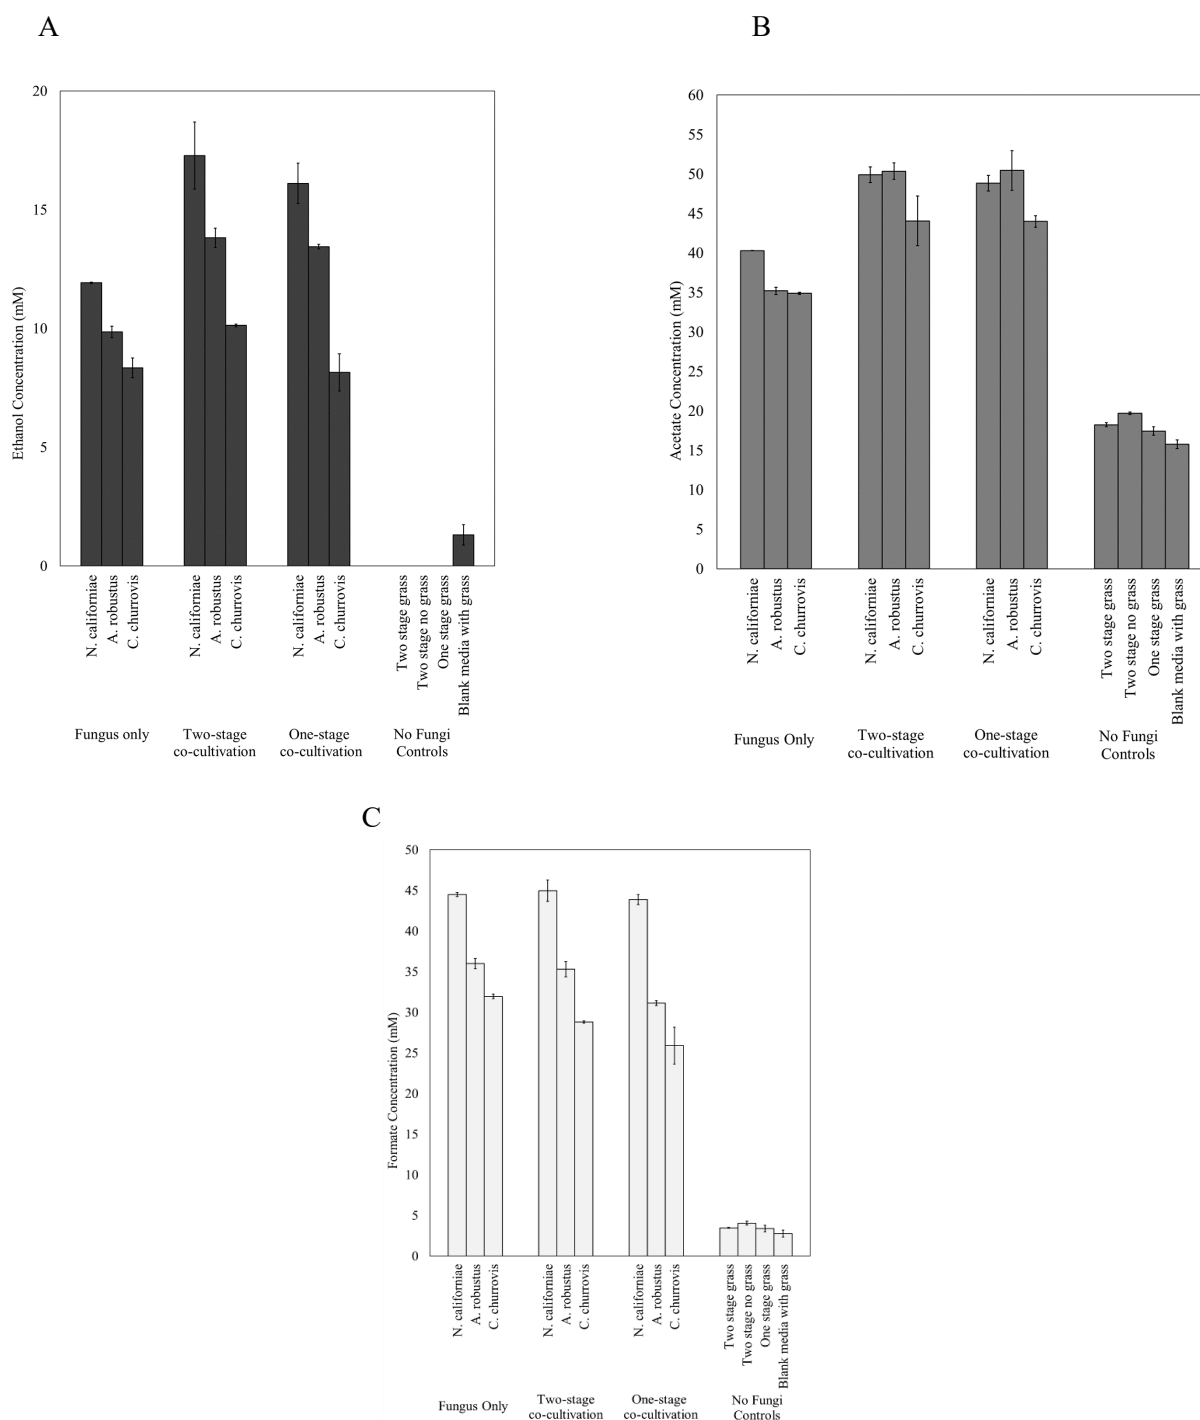 A
20
15
10
5
0
Ethanol Concentration (mM)
N. californiae
A. robustus
C. churrovis
N. californiae
A. robustus
C. churrovis
N. californiae
A. robustus
C. churrovis
Two stage grass
Two stage no grass
One stage grass
Blank media with grass
Fungus only
Two-stage
co-cultivation
One-stage
co-cultivation
No Fungi
Controls
B
60
55
50
45
40
35
30
25
20
15
10
5
0
Acetate Concentration (mM)
N. californiae
A. robustus
C. churrovis
N. californiae
A. robustus
C. churrovis
N. californiae
A. robustus
C. churrovis
Two stage grass
Two stage no grass
One stage grass
Blank media with grass
Fungus Only
Two-stage
co-cultivation
One-stage
co-cultivation
No Fungi
Controls
C
50
45
40
35
30
25
20
15
10
5
0
Formate Concentration (mM)
N. californiae
A. robustus
C. churrovis
N. californiae
A. robustus
C. churrovis
N. californiae
A. robustus
C. churrovis
Two stage grass
Two stage no grass
One stage grass
Blank media with grass
Fungus Only
Two-stage
co-cultivation
One-stage
co-cultivation
No Fungi
Controls